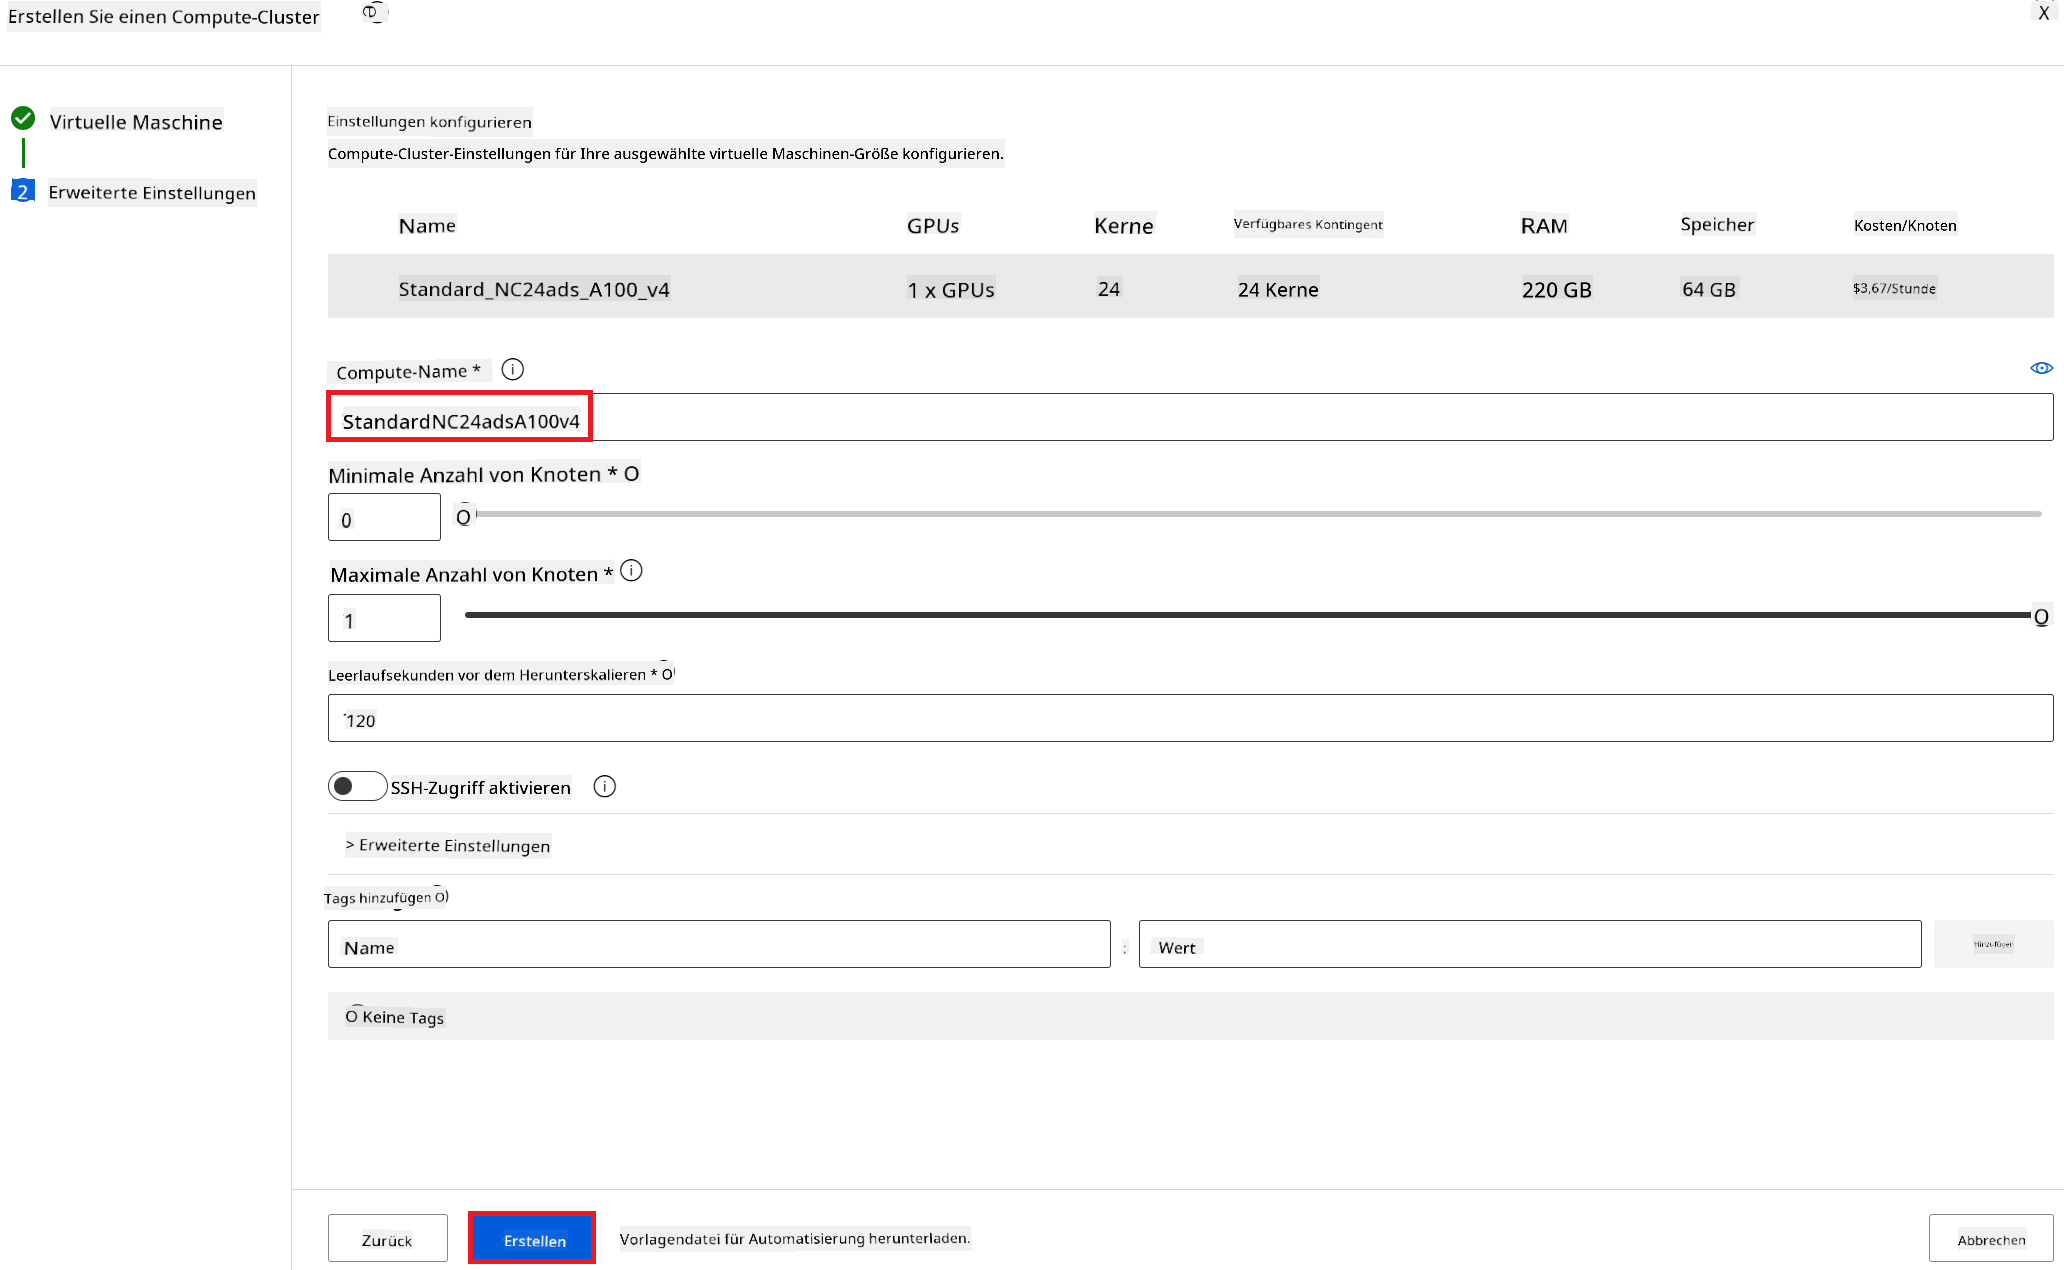 Erstellen Sie einen Compute-Cluster
X
Virtuelle Maschine
2 Erweiterte Einstellungen
Einstellungen konfigurieren
Compute-Cluster-Einstellungen für Ihre ausgewählte virtuelle Maschinen-Größe konfigurieren.
Name GPUs Kerne Verfügbares Kontingent RAM Speicher Kosten/Knoten
Standard_NC24ads_A100_v4 1 x GPUs 24 24 Kerne 220 GB 64 GB $3,67/Stunde
Compute-Name *
StandardNC24adsA100v4
Minimale Anzahl von Knoten * O
0
Maximale Anzahl von Knoten *
1
Leerlaufsekunden vor dem Herunterskalieren * O
120
SSH-Zugriff aktivieren
> Erweiterte Einstellungen
Tags hinzufügen O
Name : Wert Hinzufügen
O Keine Tags
Zurück Erstellen Vorlagendatei für Automatisierung herunterladen. Abbrechen